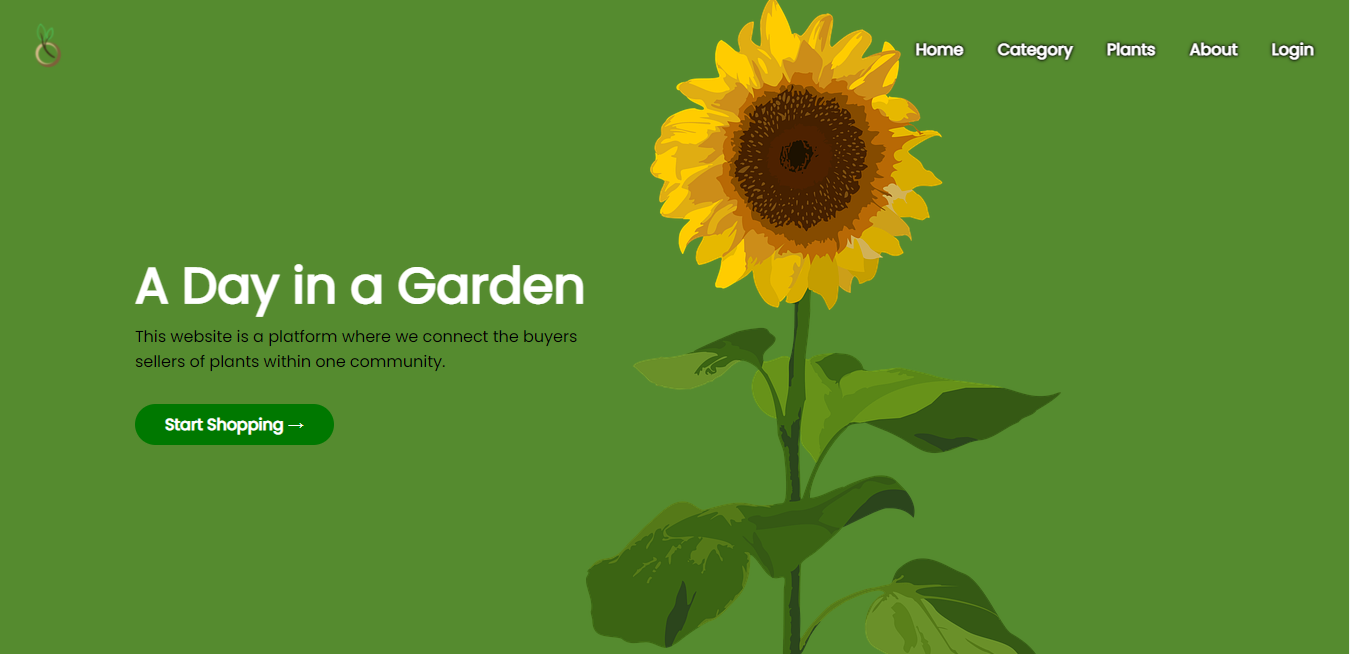 Home Category Plants About Login
A Day in a Garden
This website is a platform where we connect the buyers
sellers of plants within one community.
Start Shopping →